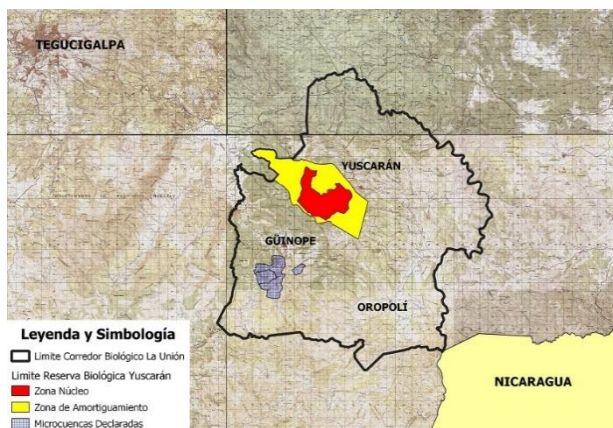 TEGUCIGALPA
YUSCARÁN
GÜINOPE
OROPOLÍ
NICARAGUA
Leyenda y Simbología
Limite Corredor Biológico La Unión
Limite Reserva Biológica Yuscarán
Zona Núcleo
Zona de Amortiguamiento
Microcuencas Declaradas